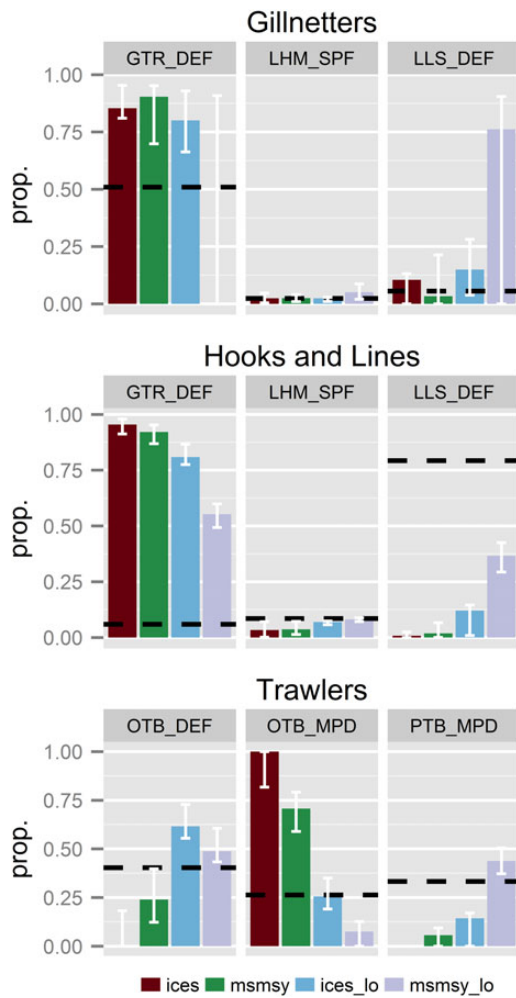 Gillnetters
GTR_DEF LHM_SPF LLS_DEF
1.00
0.75
0.50
0.25
0.00
prop.
Hooks and Lines
GTR_DEF LHM_SPF LLS_DEF
1.00
0.75
0.50
0.25
0.00
prop.
Trawlers
OTB_DEF OTB_MPD PTB_MPD
1.00
0.75
0.50
0.25
0.00
prop.
ices msmsy ices_lo msmsy_lo